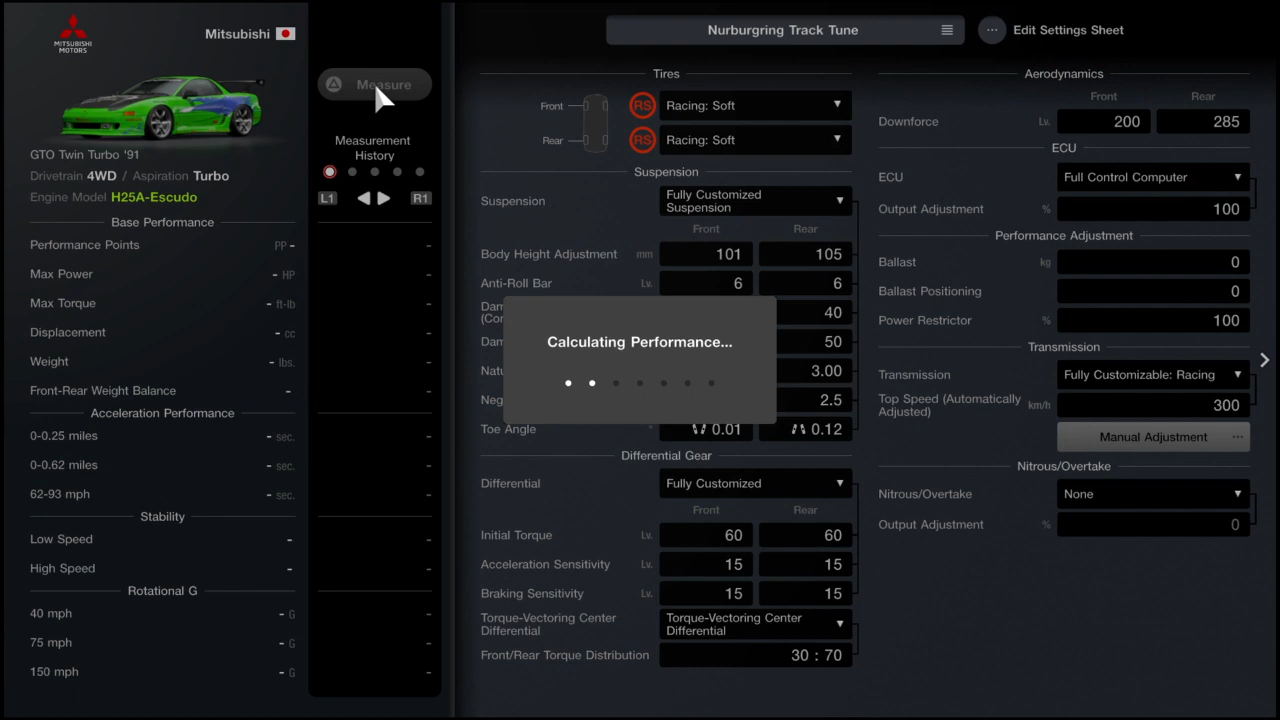 MITSUBISHI
MOTORS
Mitsubishi
GTO Twin Turbo '91
Drivetrain 4WD / Aspiration Turbo
Engine Model H25A-Escudo
Base Performance
Performance Points PP -
Max Power - HP
Max Torque - ft-lb
Displacement - cc
Weight - lbs.
Front-Rear Weight Balance -
Acceleration Performance
0-0.25 miles - sec.
0-0.62 miles - sec.
62-93 mph - sec.
Stability
Low Speed -
High Speed -
Rotational G
40 mph - G
75 mph - G
150 mph - G
Measure
Measurement
History
L1 R1
-
-
-
-
-
-
-
-
-
-
-
-
-
-
Nurburgring Track Tune
Edit Settings Sheet
Tires
Front RS Racing: Soft
Rear RS Racing: Soft
Suspension
Suspension Fully Customized
Suspension
Front Rear
Body Height Adjustment mm 101 105
Anti-Roll Bar Lv. 6 6
Dam
(Con 40
Dam 50
Natu 3.00
Neg 2.5
Toe Angle ° 0.01 0.12
Calculating Performance...
Differential Gear
Differential Fully Customized
Front Rear
Initial Torque Lv. 60 60
Acceleration Sensitivity Lv. 15 15
Braking Sensitivity Lv. 15 15
Torque-Vectoring Center
Differential Torque-Vectoring Center
Differential
Front/Rear Torque Distribution 30 : 70
Aerodynamics
Front Rear
Downforce Lv. 200 285
ECU
ECU Full Control Computer
Output Adjustment % 100
Performance Adjustment
Ballast kg 0
Ballast Positioning 0
Power Restrictor % 100
Transmission
Transmission Fully Customizable: Racing
Top Speed (Automatically
Adjusted) km/h 300
Manual Adjustment ...
Nitrous/Overtake
Nitrous/Overtake None
Output Adjustment % 0